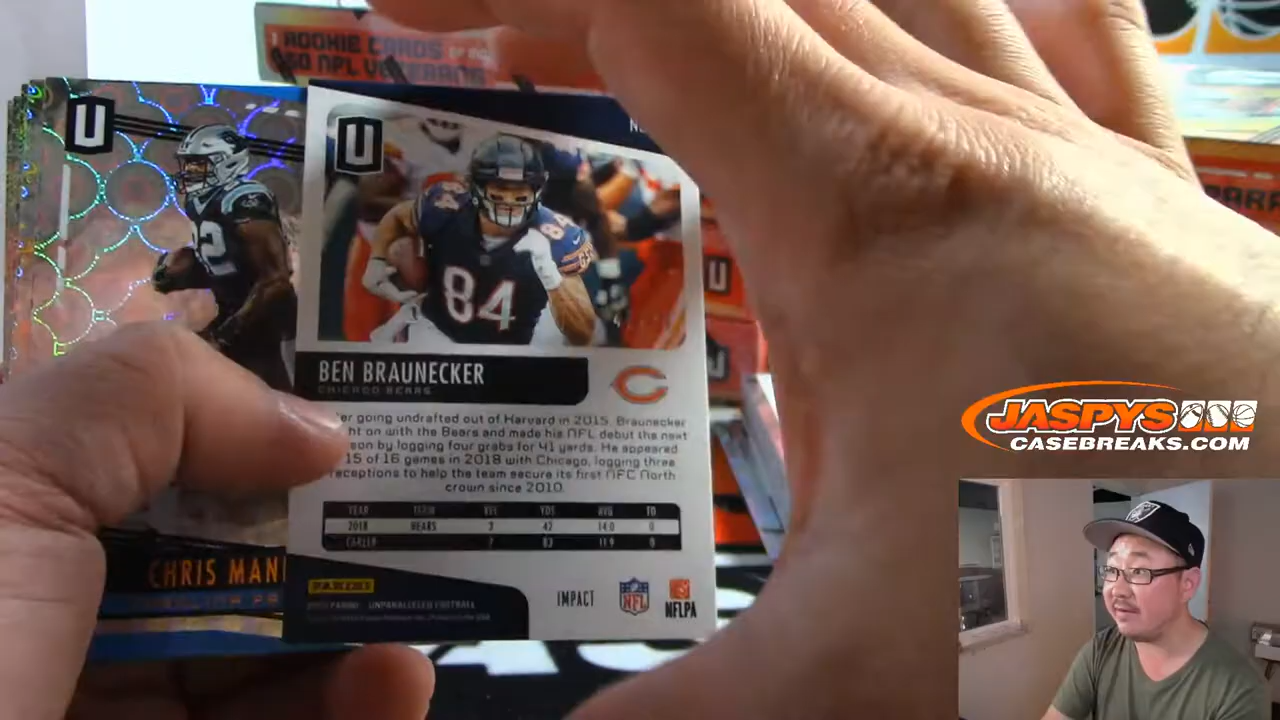 ROOKIE CARDS
NFL VETERANS
U
U
84
84
BEN BRAUNECKER
CHICAGO BEARS
going undrafted out of Harvard in 2015, Braunecker
on with the Bears and made his NFL debut the next
by logging four grabs for 41 yards. He appeared
15 of 16 games in 2018 with Chicago, logging three
receptions to help the team secure its first NFC North
crown since 2010.
YEAR TEAM REC YDS AVG TD
2018 BEARS 3 42 14.0 0
CAREER 7 83 11.9 0
CHRIS MAN
PANINI
UNPARALLELED FOOTBALL
IMPACT
NFL
NFLPA
U
JASPYS
CASEBREAKS.COM